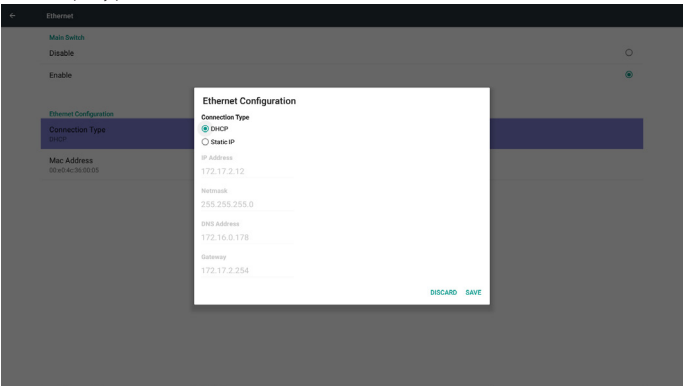 Ethernet
Main Switch
Disable
Enable
Ethernet Configuration
Connection Type
DHCP
Mac Address
00:e0:4c:36:00:05
Ethernet Configuration
Connection Type
DHCP
Static IP
IP Address
172.17.2.12
Netmask
255.255.255.0
DNS Address
172.16.0.178
Gateway
172.17.2.254
DISCARD SAVE